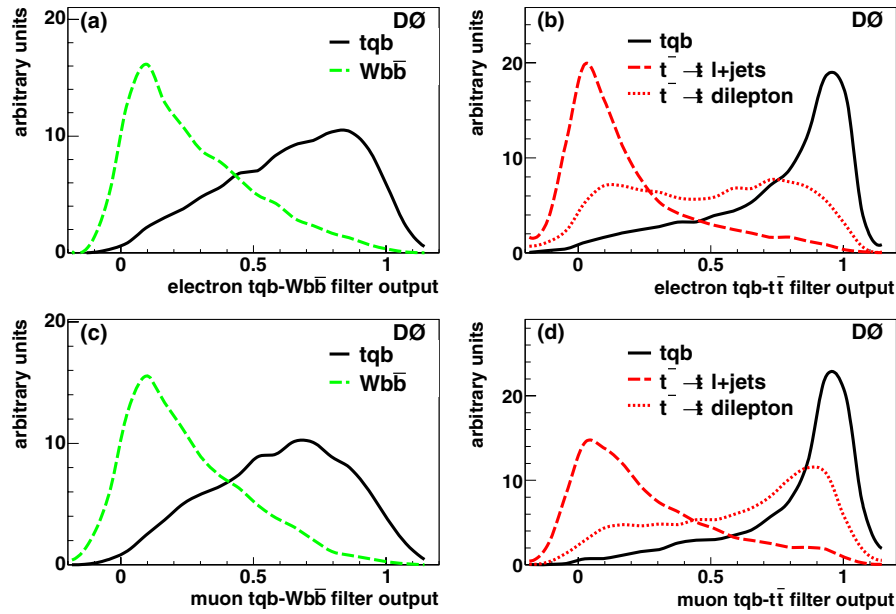 arbitrary units
20
10
0
(a)
DØ
tqb
Wbb̄
0
0.5
1
electron tqb-Wbb̄ filter output
arbitrary units
20
10
0
(b)
DØ
tqb
t t̄ → l+jets
t t̄ → dilepton
0
0.5
1
electron tqb-tt̄ filter output
arbitrary units
20
10
0
(c)
DØ
tqb
Wbb̄
0
0.5
1
muon tqb-Wbb̄ filter output
arbitrary units
20
10
0
(d)
DØ
tqb
t t̄ → l+jets
t t̄ → dilepton
0
0.5
1
muon tqb-tt̄ filter output